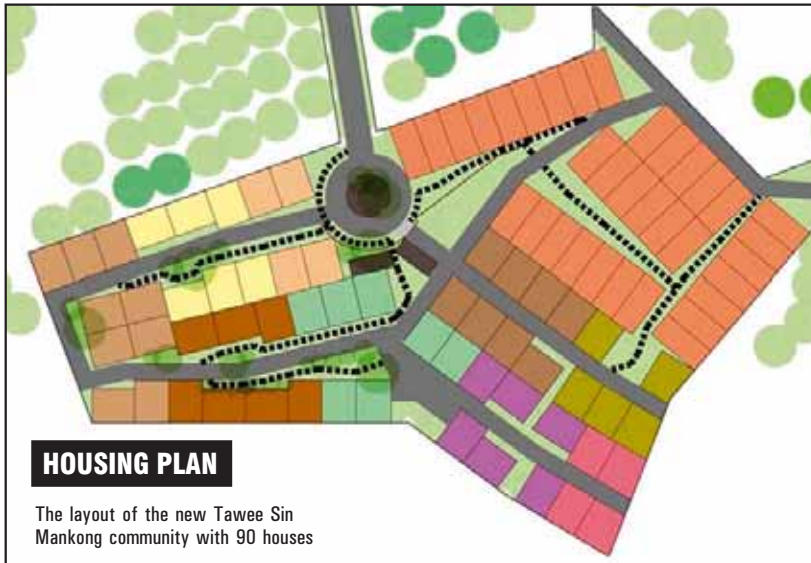 HOUSING PLAN
The layout of the new Tawee Sin
Mankong community with 90 houses